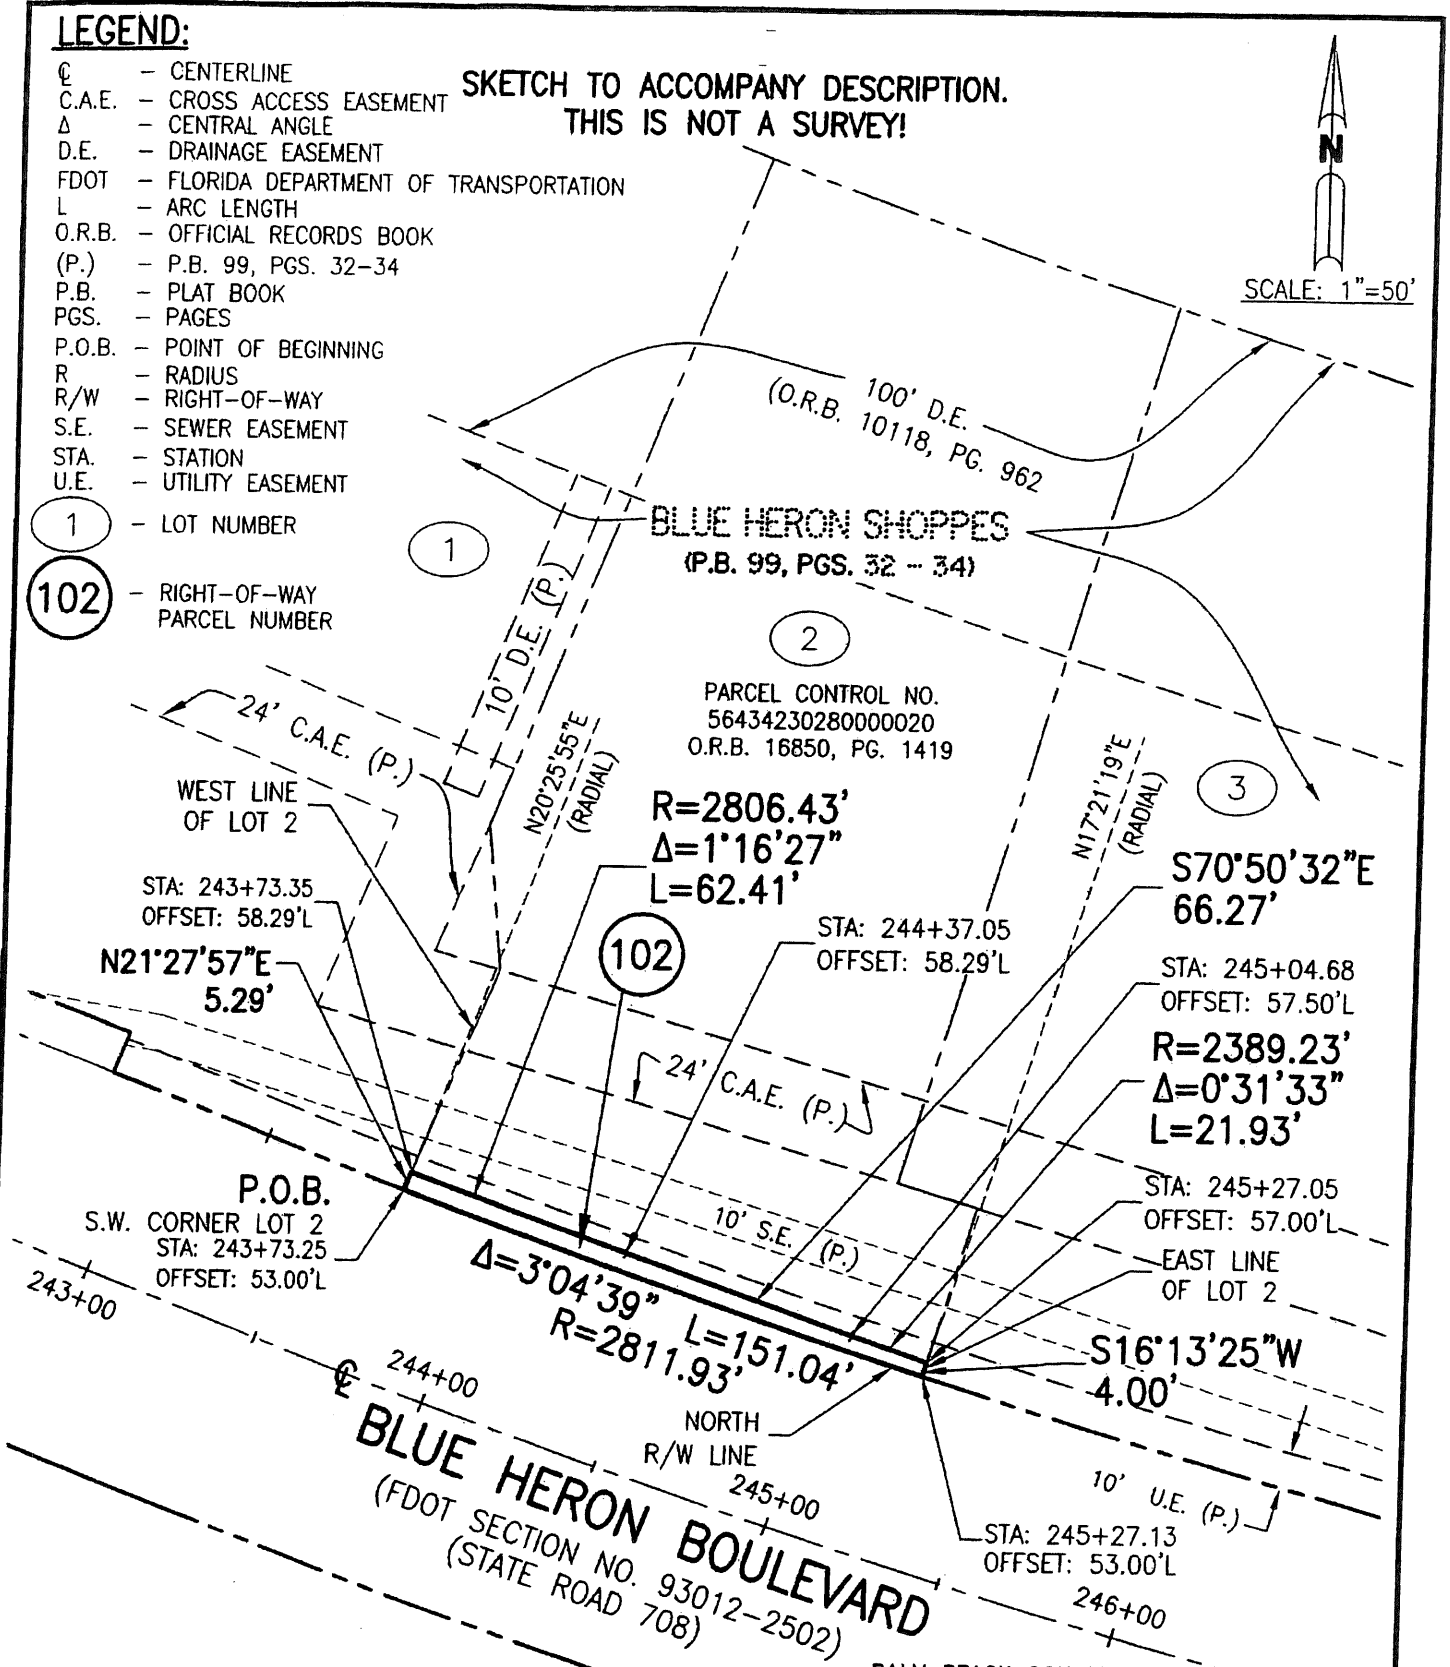 LEGEND:
℄ – CENTERLINE
C.A.E. – CROSS ACCESS EASEMENT
Δ – CENTRAL ANGLE
D.E. – DRAINAGE EASEMENT
FDOT – FLORIDA DEPARTMENT OF TRANSPORTATION
L – ARC LENGTH
O.R.B. – OFFICIAL RECORDS BOOK
(P.) – P.B. 99, PGS. 32–34
P.B. – PLAT BOOK
PGS. – PAGES
P.O.B. – POINT OF BEGINNING
R – RADIUS
R/W – RIGHT–OF–WAY
S.E. – SEWER EASEMENT
STA. – STATION
U.E. – UTILITY EASEMENT
1 – LOT NUMBER
102 – RIGHT–OF–WAY
PARCEL NUMBER
SKETCH TO ACCOMPANY DESCRIPTION.
THIS IS NOT A SURVEY!
N
SCALE: 1"=50'
100' D.E.
(O.R.B. 10118, PG. 962
BLUE HERON SHOPPES
(P.B. 99, PGS. 32 – 34)
1
2
3
10' D.E. (P.)
PARCEL CONTROL NO.
56434230280000020
O.R.B. 16850, PG. 1419
24' C.A.E. (P.)
N20°25'55"E
(RADIAL)
N17°21'19"E
(RADIAL)
WEST LINE
OF LOT 2
R=2806.43'
Δ=1°16'27"
L=62.41'
S70°50'32"E
66.27'
STA: 243+73.35
OFFSET: 58.29'L
N21°27'57"E
5.29'
102
STA: 244+37.05
OFFSET: 58.29'L
STA: 245+04.68
OFFSET: 57.50'L
R=2389.23'
Δ=0°31'33"
L=21.93'
24' C.A.E. (P.)
P.O.B.
S.W. CORNER LOT 2
STA: 243+73.25
OFFSET: 53.00'L
10' S.E. (P.)
STA: 245+27.05
OFFSET: 57.00'L
EAST LINE
OF LOT 2
Δ=3°04'39" L=151.04'
R=2811.93'
S16°13'25"W
4.00'
NORTH
R/W LINE
243+00
244+00
245+00
246+00
℄
BLUE HERON BOULEVARD
(FDOT SECTION NO. 93012–2502)
(STATE ROAD 708)
10' U.E. (P.)
STA: 245+27.13
OFFSET: 53.00'L